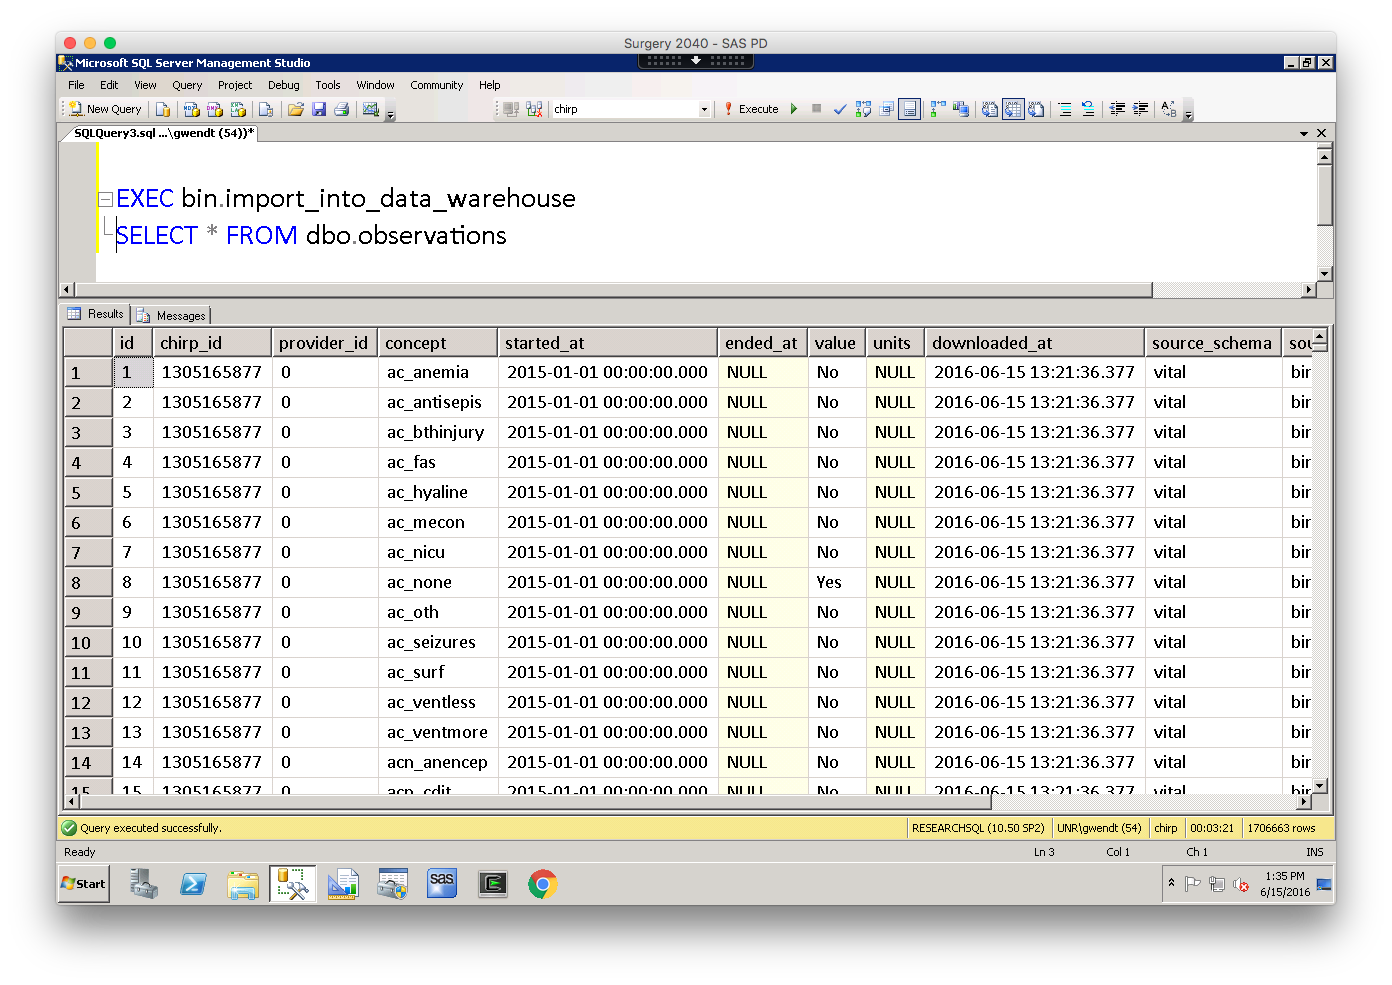 Surgery 2040 - SAS PD
Microsoft SQL Server Management Studio
File Edit View Query Project Debug Tools Window Community Help
New Query chirp Execute
SQLQuery3.sql ...\gwendt (54))*
EXEC bin.import_into_data_warehouse
SELECT * FROM dbo.observations
Results Messages
id chirp_id provider_id concept started_at ended_at value units downloaded_at source_schema sou
1 1 1305165877 0 ac_anemia 2015-01-01 00:00:00.000 NULL No NULL 2016-06-15 13:21:36.377 vital bir
2 2 1305165877 0 ac_antisepis 2015-01-01 00:00:00.000 NULL No NULL 2016-06-15 13:21:36.377 vital bir
3 3 1305165877 0 ac_bthinjury 2015-01-01 00:00:00.000 NULL No NULL 2016-06-15 13:21:36.377 vital bir
4 4 1305165877 0 ac_fas 2015-01-01 00:00:00.000 NULL No NULL 2016-06-15 13:21:36.377 vital bir
5 5 1305165877 0 ac_hyaline 2015-01-01 00:00:00.000 NULL No NULL 2016-06-15 13:21:36.377 vital bir
6 6 1305165877 0 ac_mecon 2015-01-01 00:00:00.000 NULL No NULL 2016-06-15 13:21:36.377 vital bir
7 7 1305165877 0 ac_nicu 2015-01-01 00:00:00.000 NULL No NULL 2016-06-15 13:21:36.377 vital bir
8 8 1305165877 0 ac_none 2015-01-01 00:00:00.000 NULL Yes NULL 2016-06-15 13:21:36.377 vital bir
9 9 1305165877 0 ac_oth 2015-01-01 00:00:00.000 NULL No NULL 2016-06-15 13:21:36.377 vital bir
10 10 1305165877 0 ac_seizures 2015-01-01 00:00:00.000 NULL No NULL 2016-06-15 13:21:36.377 vital bir
11 11 1305165877 0 ac_surf 2015-01-01 00:00:00.000 NULL No NULL 2016-06-15 13:21:36.377 vital bir
12 12 1305165877 0 ac_ventless 2015-01-01 00:00:00.000 NULL No NULL 2016-06-15 13:21:36.377 vital bir
13 13 1305165877 0 ac_ventmore 2015-01-01 00:00:00.000 NULL No NULL 2016-06-15 13:21:36.377 vital bir
14 14 1305165877 0 acn_anencep 2015-01-01 00:00:00.000 NULL No NULL 2016-06-15 13:21:36.377 vital bir
15 15 1305165877 0 acn_cdit 2015-01-01 00:00:00.000 NULL No NULL 2016-06-15 13:21:36.377 vital bir
Query executed successfully. RESEARCHSQL (10.50 SP2) UNR\gwendt (54) chirp 00:03:21 1706663 rows
Ready Ln 3 Col 1 Ch 1 INS
Start sas 1:35 PM
6/15/2016